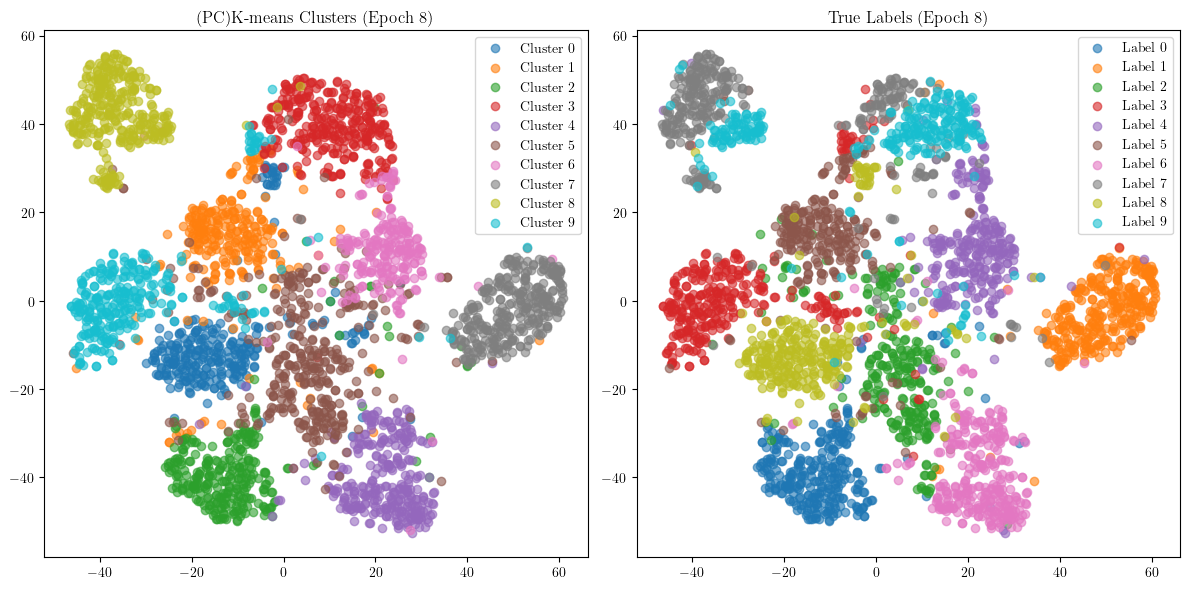 (PC)K-means Clusters (Epoch 8)
60
40
20
0
−20
−40
−40
−20
0
20
40
60
Cluster 0
Cluster 1
Cluster 2
Cluster 3
Cluster 4
Cluster 5
Cluster 6
Cluster 7
Cluster 8
Cluster 9
True Labels (Epoch 8)
60
40
20
0
−20
−40
−40
−20
0
20
40
60
Label 0
Label 1
Label 2
Label 3
Label 4
Label 5
Label 6
Label 7
Label 8
Label 9